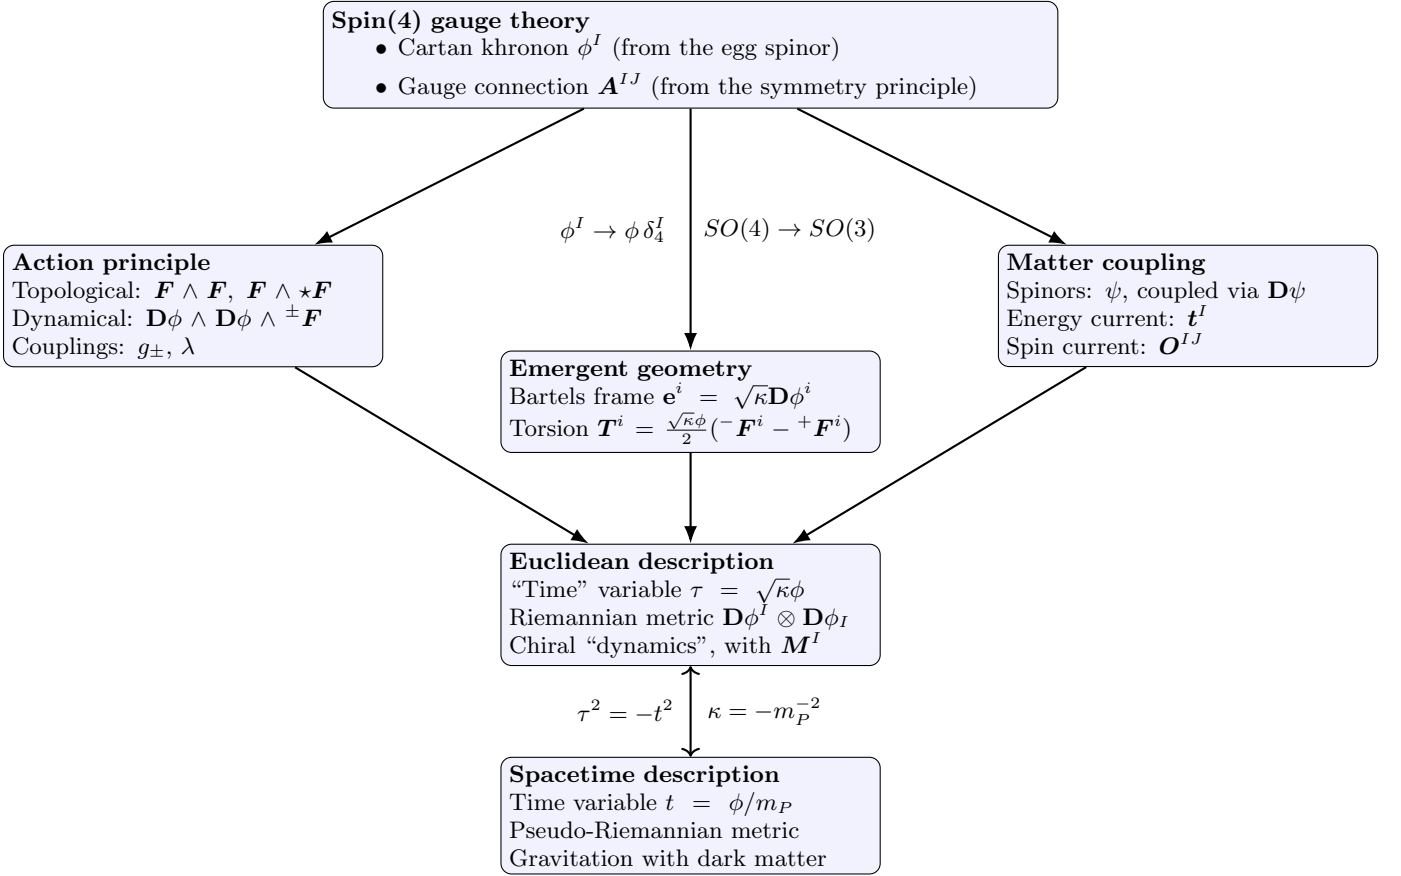 Spin(4) gauge theory
• Cartan khronon ϕ^I (from the egg spinor)
• Gauge connection A^{IJ} (from the symmetry principle)
ϕ^I → ϕ δ^I_4
SO(4) → SO(3)
Action principle
Topological: F ∧ F, F ∧ ⋆F
Dynamical: Dϕ ∧ Dϕ ∧ ^±F
Couplings: g_±, λ
Matter coupling
Spinors: ψ, coupled via Dψ
Energy current: t^I
Spin current: O^{IJ}
Emergent geometry
Bartels frame e^i = √κDϕ^i
Torsion T^i = \frac{√κϕ}{2}(^−F^i − ^+F^i)
Euclidean description
“Time” variable τ = √κϕ
Riemannian metric Dϕ^I ⊗ Dϕ_I
Chiral “dynamics”, with M^I
τ^2 = −t^2
κ = −m_P^{−2}
Spacetime description
Time variable t = ϕ/m_P
Pseudo-Riemannian metric
Gravitation with dark matter